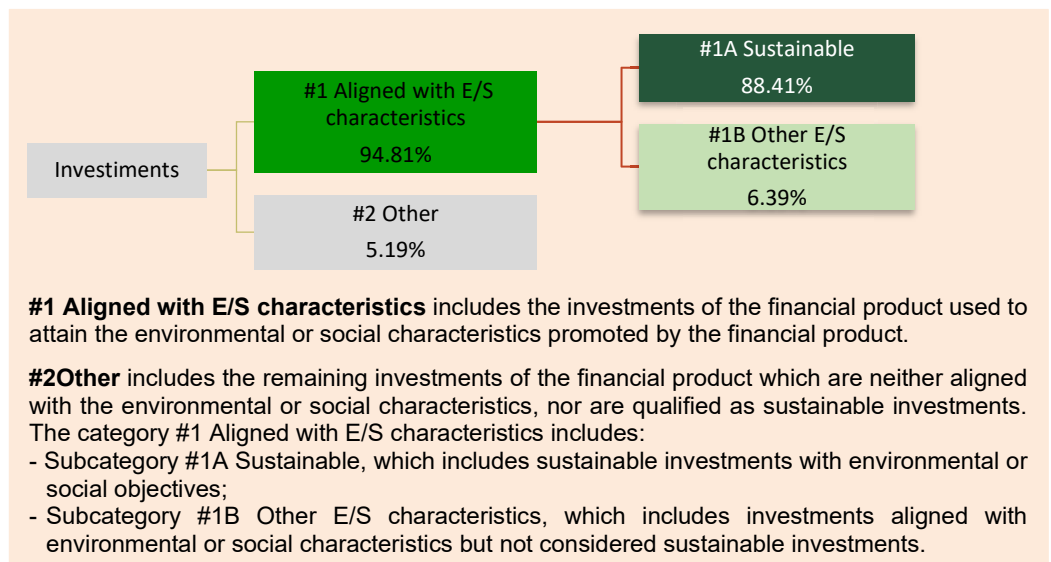 #1A Sustainable
88.41%
#1 Aligned with E/S
characteristics
94.81%
#1B Other E/S
characteristics
6.39%
Investiments
#2 Other
5.19%
#1 Aligned with E/S characteristics includes the investments of the financial product used to
attain the environmental or social characteristics promoted by the financial product.
#2Other includes the remaining investments of the financial product which are neither aligned
with the environmental or social characteristics, nor are qualified as sustainable investments.
The category #1 Aligned with E/S characteristics includes:
- Subcategory #1A Sustainable, which includes sustainable investments with environmental or
social objectives;
- Subcategory #1B Other E/S characteristics, which includes investments aligned with
environmental or social characteristics but not considered sustainable investments.